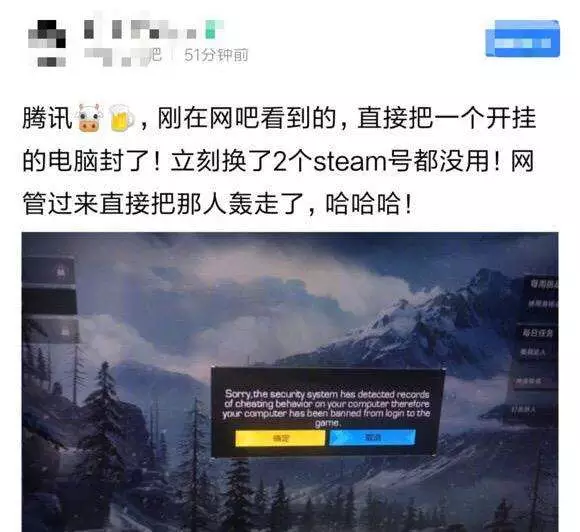 吧 51分钟前
腾讯🐮🍺，刚在网吧看到的，直接把一个开挂
的电脑封了！立刻换了2个steam号都没用！网
管过来直接把那人轰走了，哈哈哈！
每日任务
Sorry,the security system has detected records
of cheating behavior on your computer therefore
your computer has been banned from login to the
game.
确定
取消